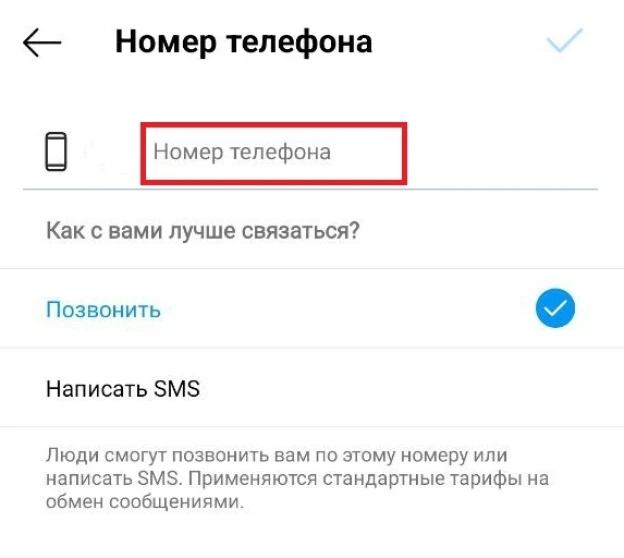 Номер телефона
Номер телефона
Как с вами лучше связаться?
Позвонить
Написать SMS
Люди смогут позвонить вам по этому номеру или
написать SMS. Применяются стандартные тарифы на
обмен сообщениями.